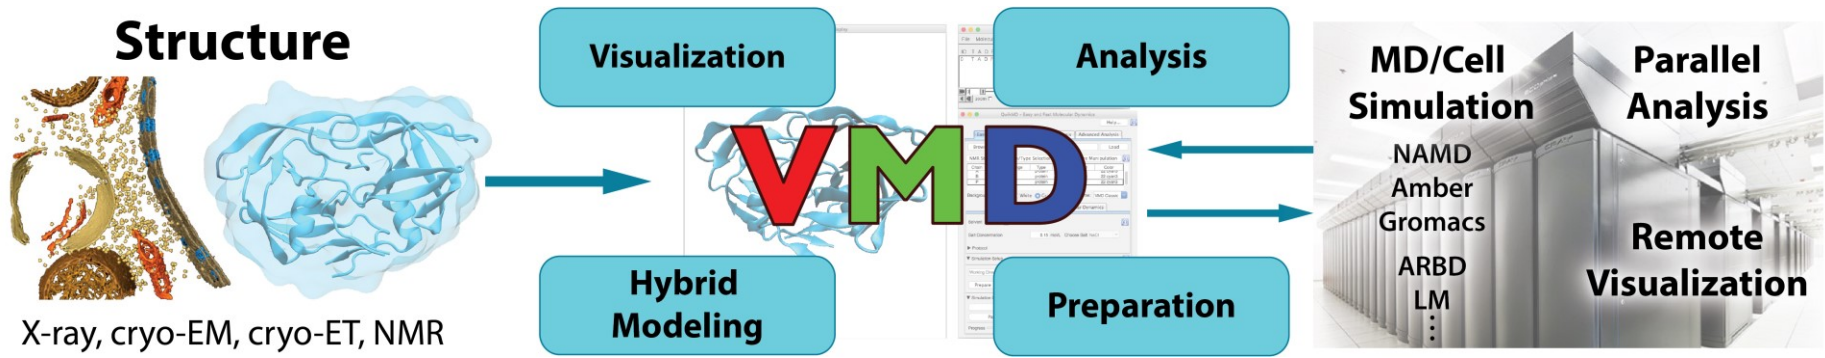 Structure
X-ray, cryo-EM, cryo-ET, NMR
Visualization
Analysis
VMD
Hybrid
Modeling
Preparation
MD/Cell
Simulation
NAMD
Amber
Gromacs
ARBD
LM
Parallel
Analysis
Remote
Visualization